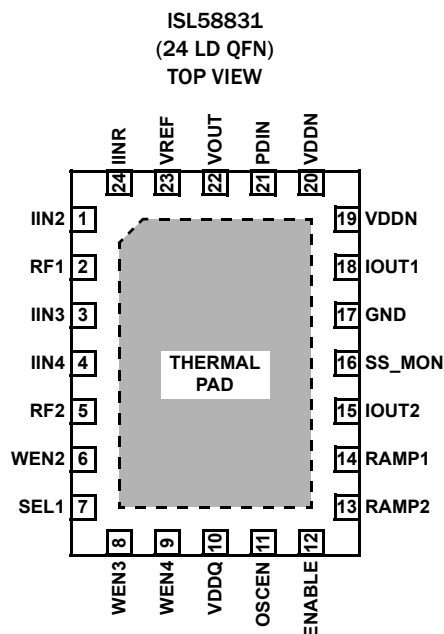 ISL58831
(24 LD QFN)
TOP VIEW
IINR
VREF
VOUT
PDIN
VDDN
24
23
22
21
20
IIN2 1
RF1 2
IIN3 3
IIN4 4
RF2 5
WEN2 6
SEL1 7
THERMAL
PAD
19 VDDN
18 IOUT1
17 GND
16 SS_MON
15 IOUT2
14 RAMP1
13 RAMP2
8
9
10
11
12
WEN3
WEN4
VDDQ
OSCEN
ENABLE